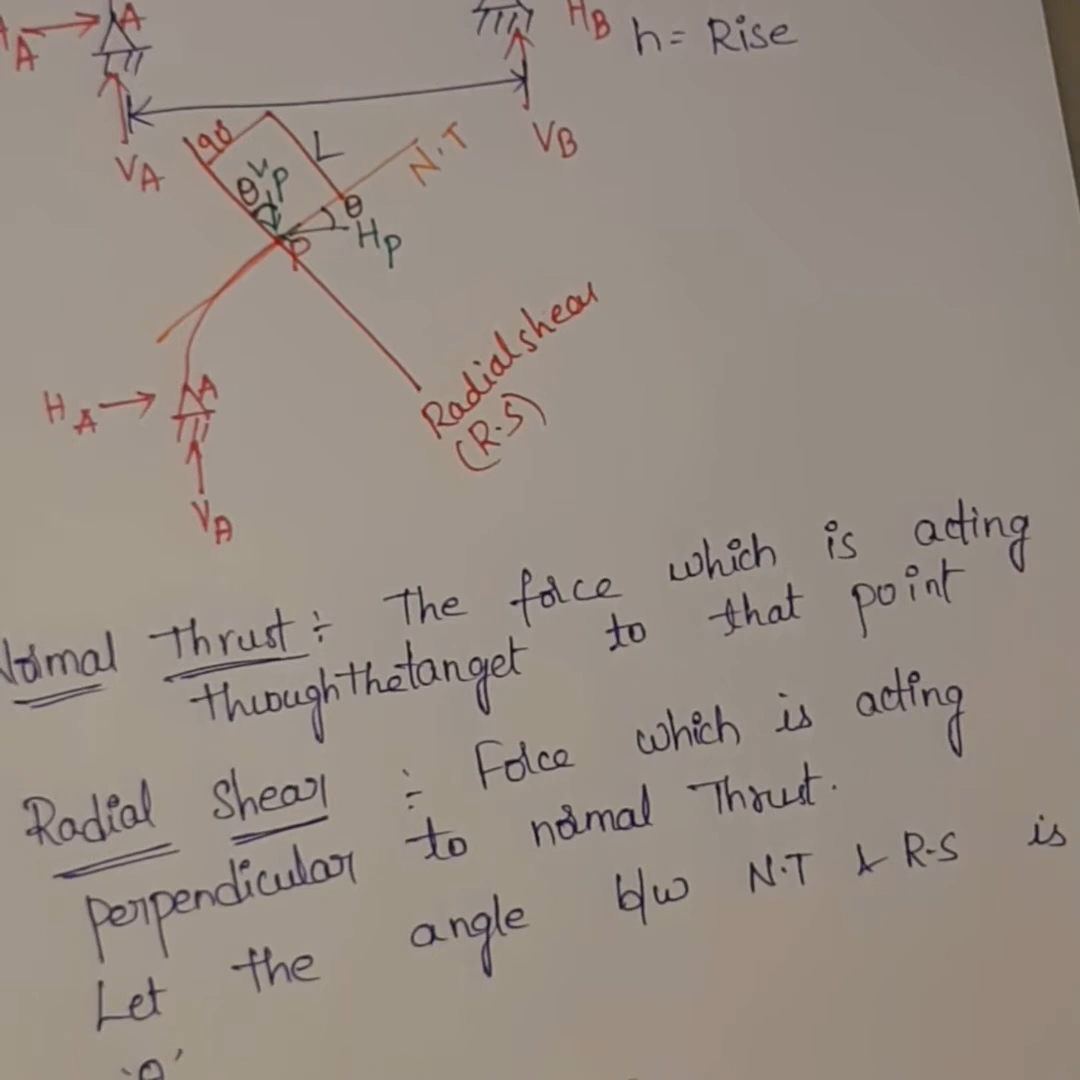 HA A HB h = Rise
VA VB
90° L N.T
θ VP θ
P HP
Radial shear
(R.S)
HA A
VA
Normal Thrust :- The force which is acting
through the tanget to that point
Radial Shear :- Force which is acting
perpendicular to normal Thrust.
Let the angle b/w N.T & R.S is
'θ'